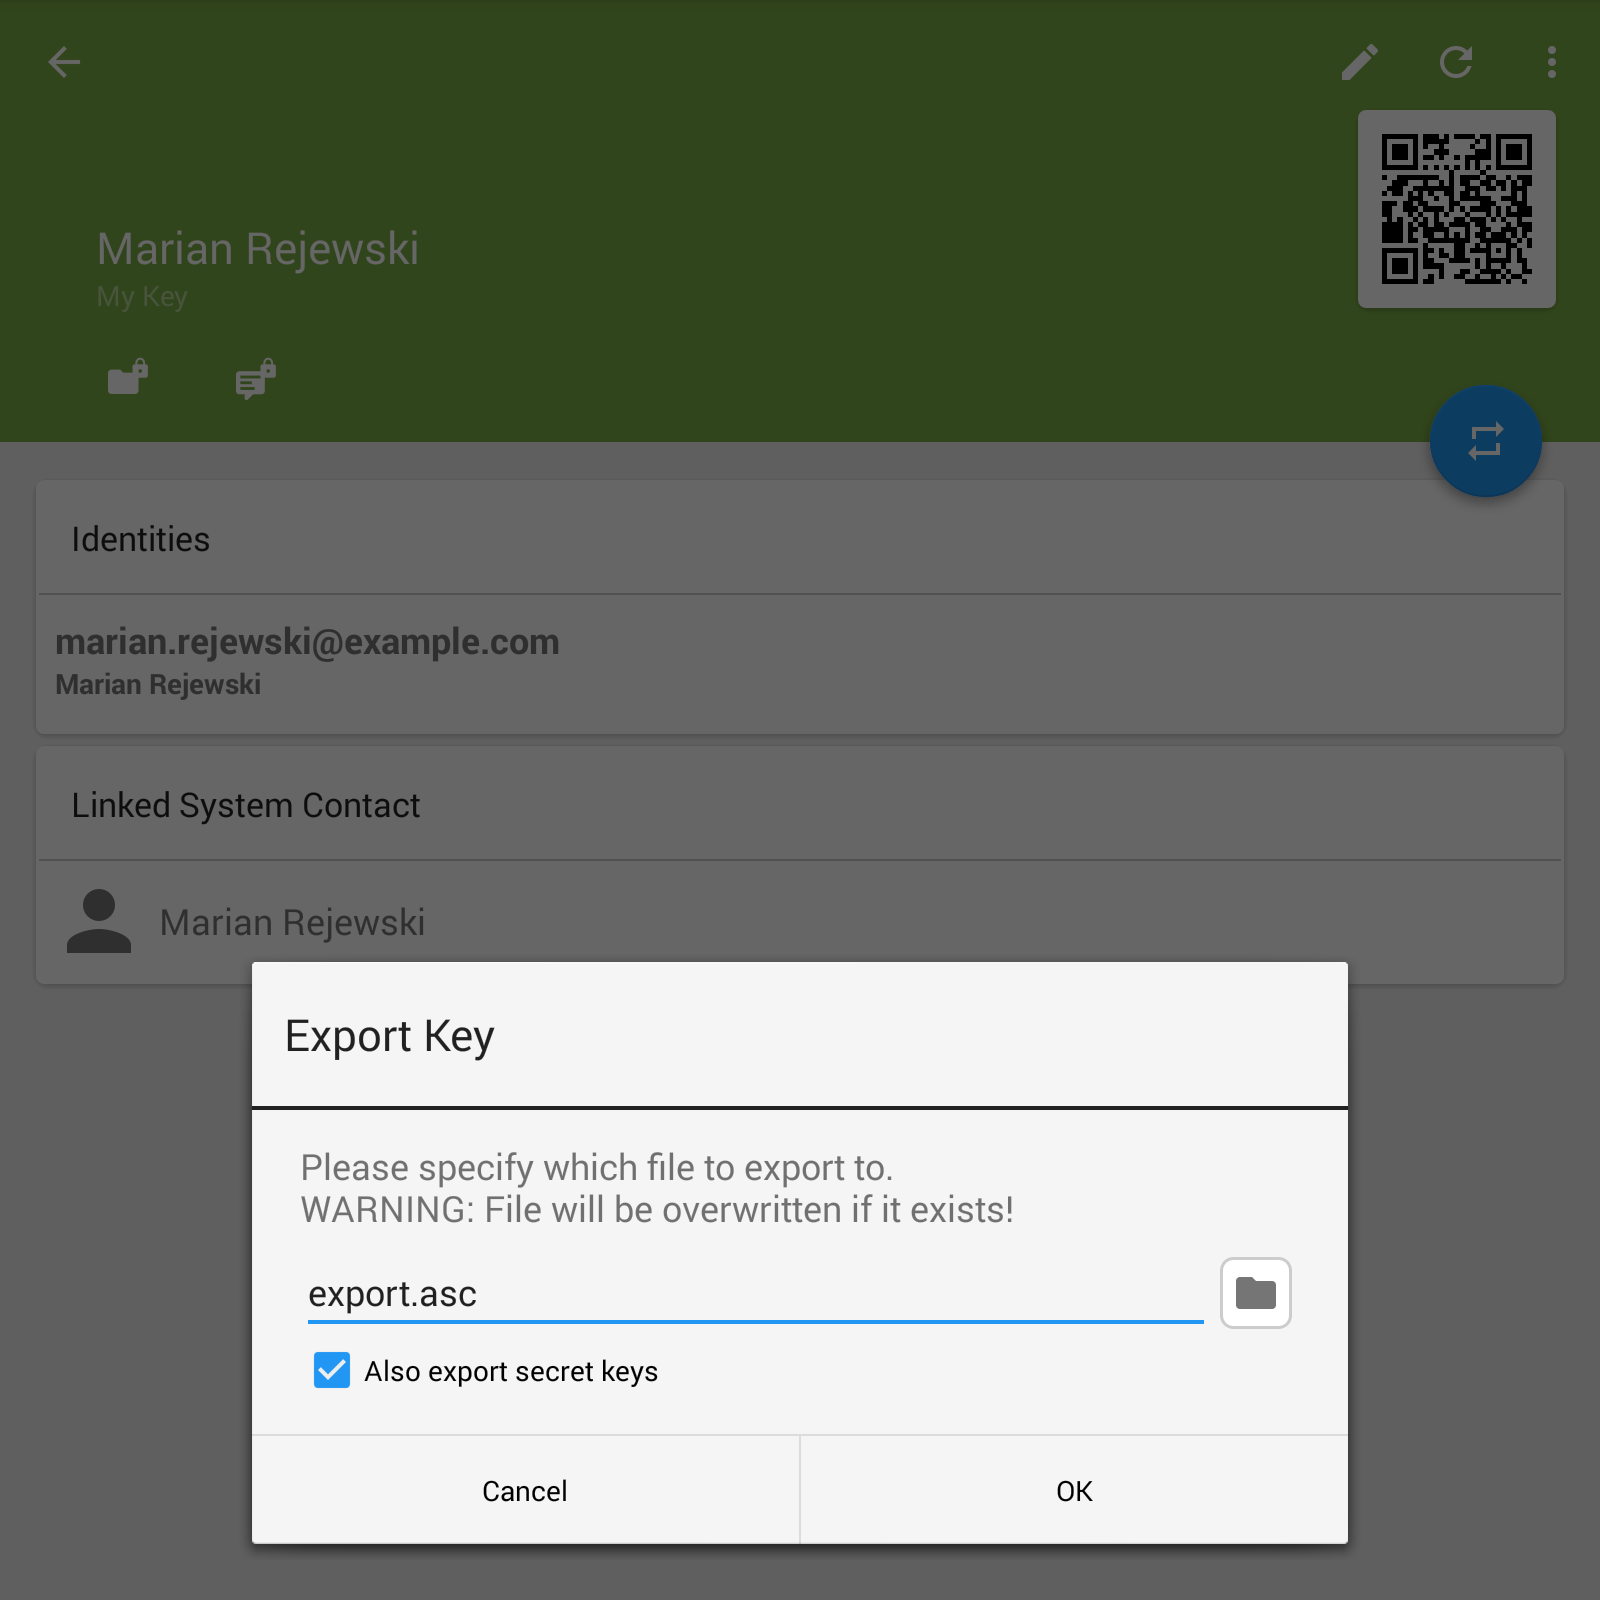 Marian Rejewski
My Key
Identities
marian.rejewski@example.com
Marian Rejewski
Linked System Contact
Marian Rejewski
Export Key
Please specify which file to export to.
WARNING: File will be overwritten if it exists!
export.asc
Also export secret keys
Cancel
OK